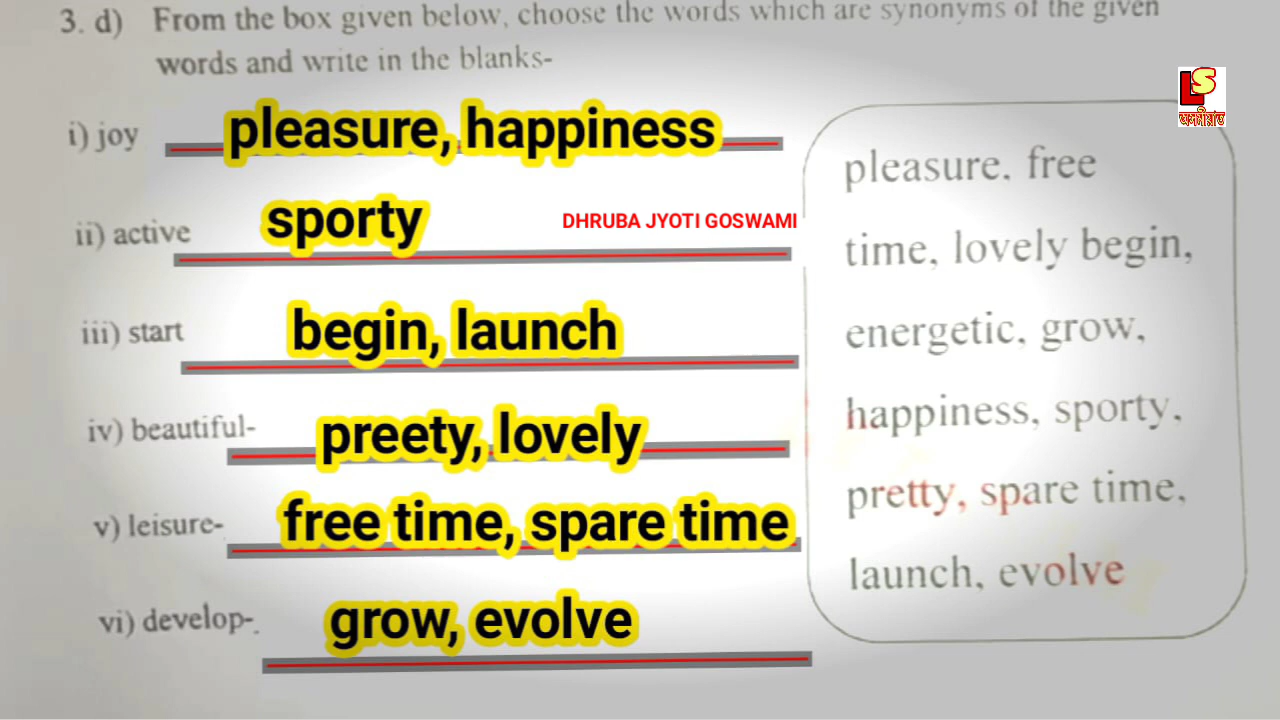 3. d) From the box given below, choose the words which are synonyms of the given
words and write in the blanks-
i) joy pleasure, happiness
ii) active sporty
DHRUBA JYOTI GOSWAMI
iii) start begin, launch
iv) beautiful- preety, lovely
v) leisure- free time, spare time
vi) develop- grow, evolve
LS
pleasure. free
time, lovely begin,
energetic, grow,
happiness, sporty,
pretty, spare time,
launch, evolve